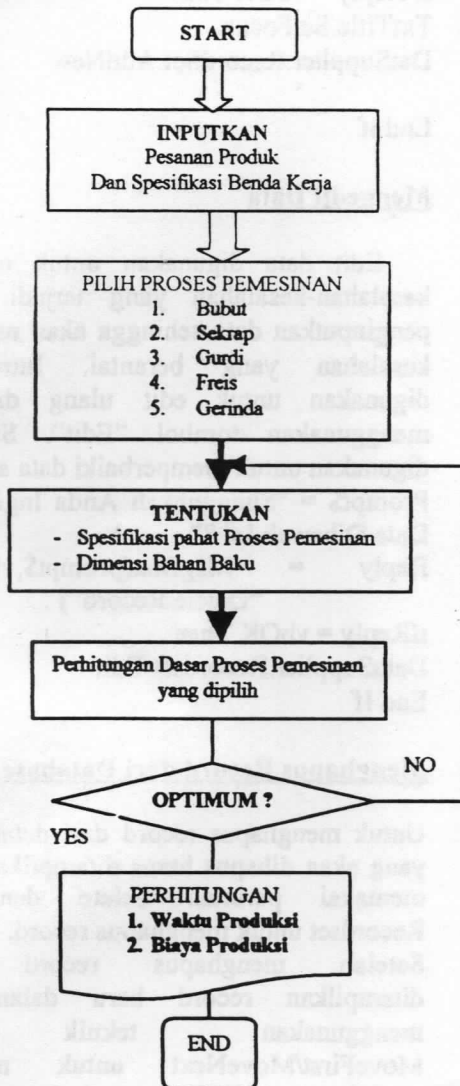 START
INPUTKAN
Pesanan Produk
Dan Spesifikasi Benda Kerja
PILIH PROSES PEMESINAN
1. Bubut
2. Sekrap
3. Gurdi
4. Freis
5. Gerinda
TENTUKAN
- Spesifikasi pahat Proses Pemesinan
- Dimensi Bahan Baku
Perhitungan Dasar Proses Pemesinan
yang dipilih
NO
OPTIMUM ?
YES
PERHITUNGAN
1. Waktu Produksi
2. Biaya Produksi
END